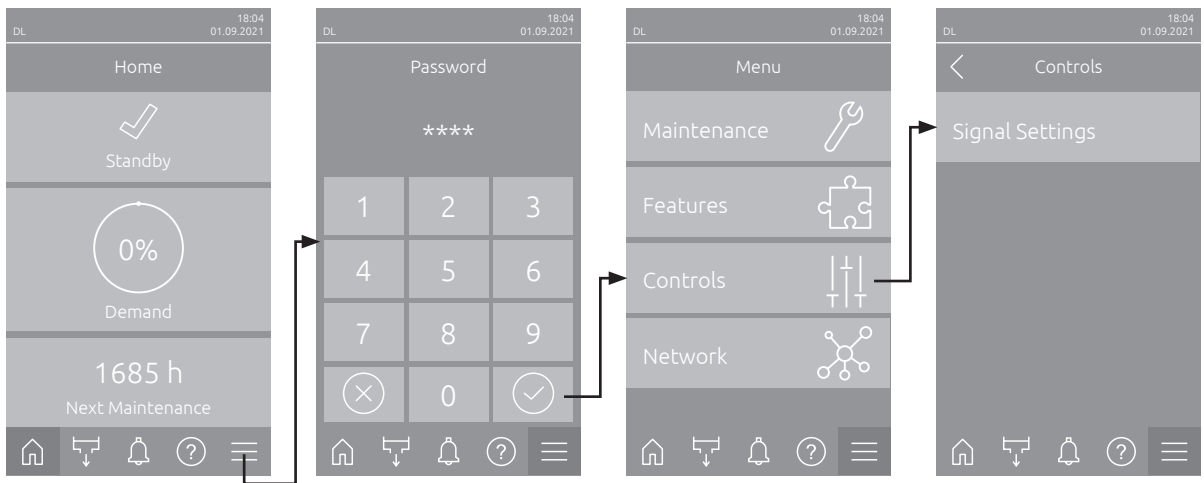 18:04
DL 01.09.2021
Home
Standby
0%
Demand
1685 h
Next Maintenance
?
18:04
DL 01.09.2021
Password
****
1 2 3
4 5 6
7 8 9
0
?
18:04
DL 01.09.2021
Menu
Maintenance
Features
Controls
Network
?
18:04
DL 01.09.2021
Controls
Signal Settings
?